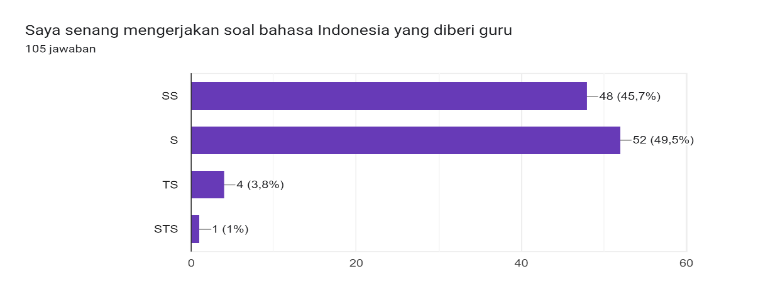 Saya senang mengerjakan soal bahasa Indonesia yang diberi guru
105 jawaban
SS 48 (45,7%)
S 52 (49,5%)
TS 4 (3,8%)
STS 1 (1%)
0 20 40 60